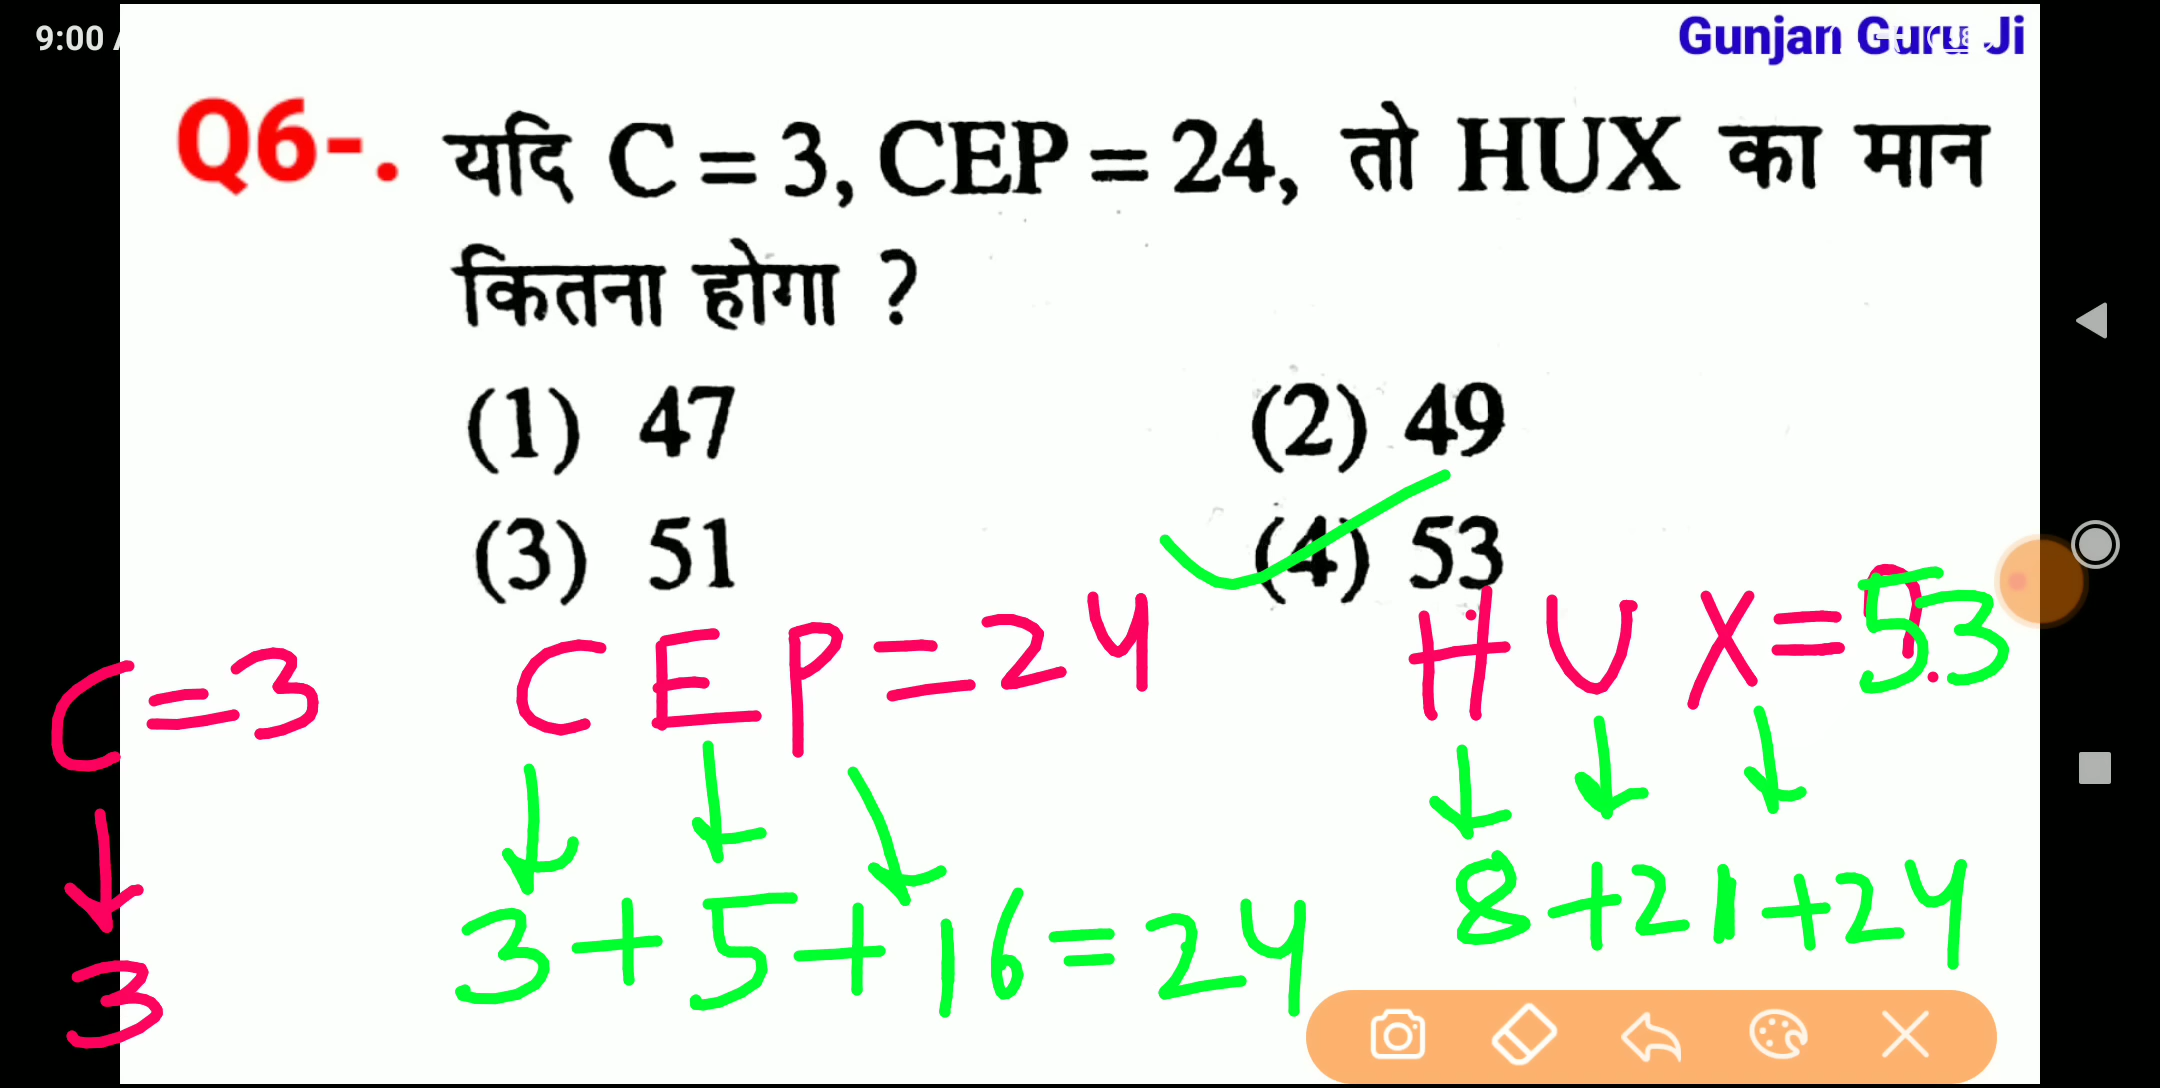 9:00
Gunjan Guru Ji
Q6-. यदि C = 3, CEP = 24, तो HUX का मान
कितना होगा ?
(1) 47 (2) 49
(3) 51 (4) 53
C=3 CEP=24 HUX=53
3 3+5+16=24 8+21+24